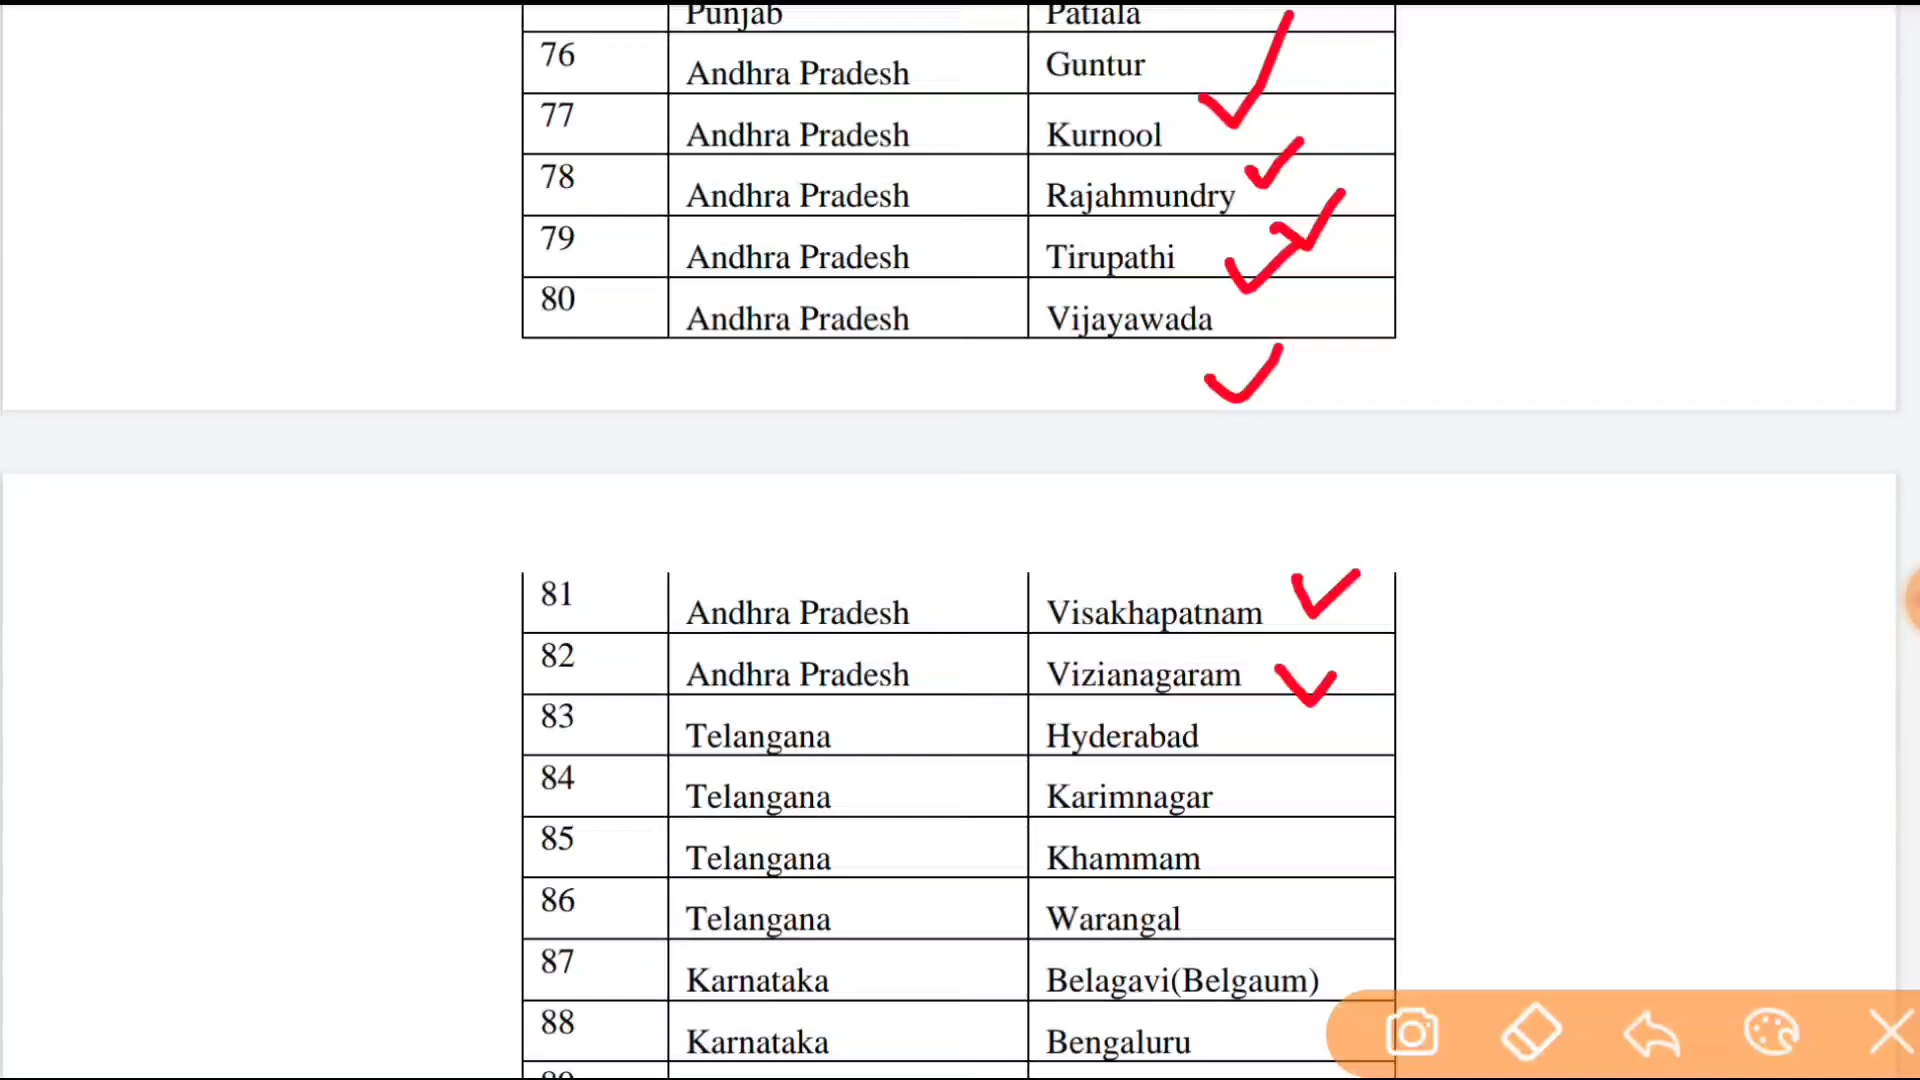 Punjab Patiala
76 Andhra Pradesh Guntur
77 Andhra Pradesh Kurnool
78 Andhra Pradesh Rajahmundry
79 Andhra Pradesh Tirupathi
80 Andhra Pradesh Vijayawada
81 Andhra Pradesh Visakhapatnam
82 Andhra Pradesh Vizianagaram
83 Telangana Hyderabad
84 Telangana Karimnagar
85 Telangana Khammam
86 Telangana Warangal
87 Karnataka Belagavi(Belgaum)
88 Karnataka Bengaluru